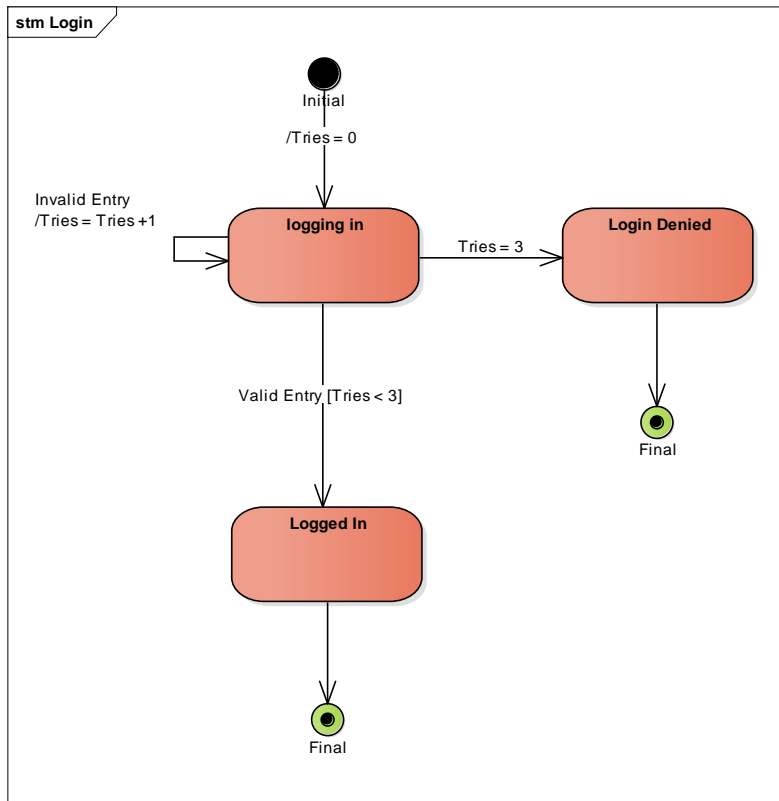 stm Login
Initial
/Tries = 0
Invalid Entry
/Tries = Tries +1
logging in
Tries = 3
Login Denied
Valid Entry [Tries < 3]
Final
Logged In
Final